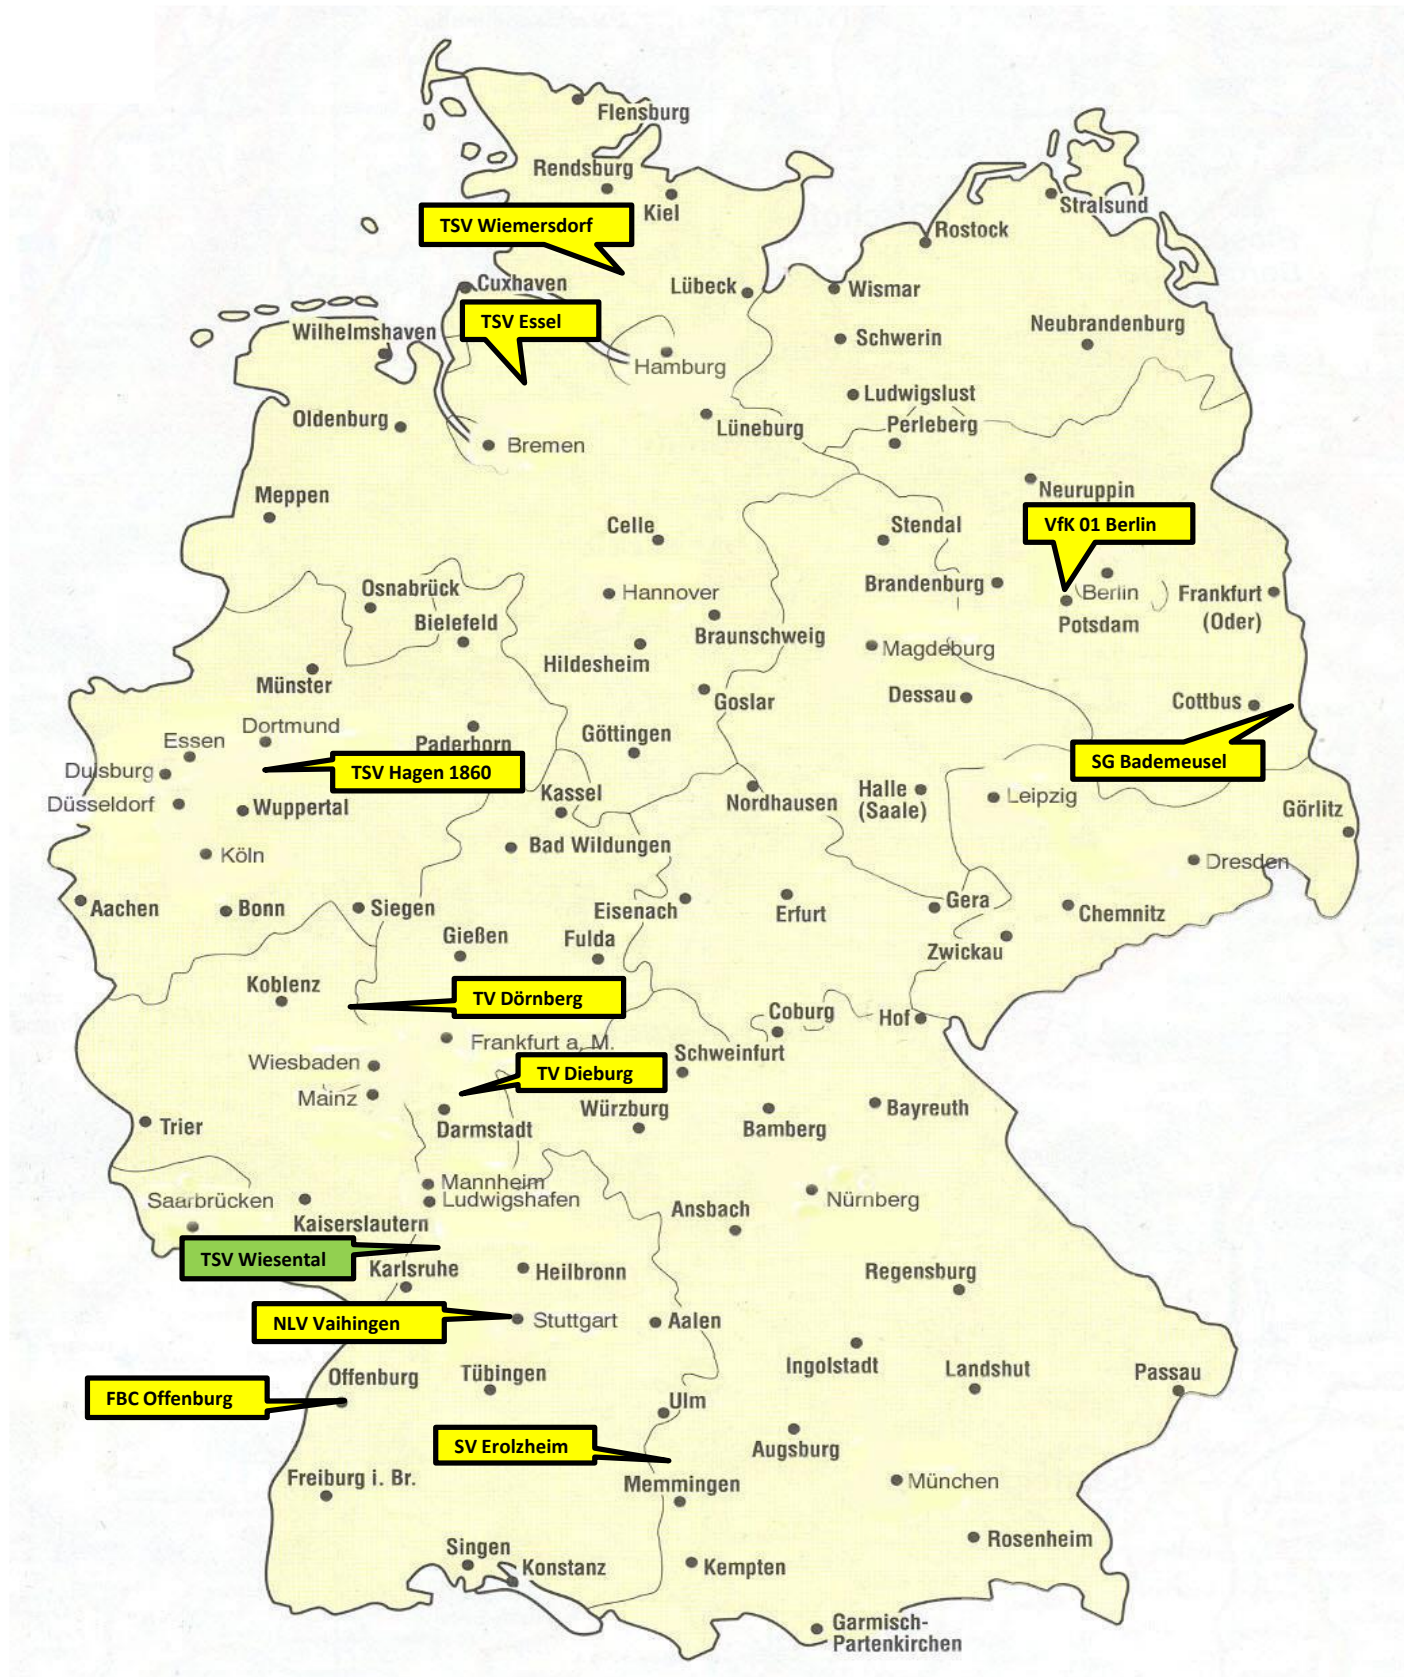 Flensburg
Rendsburg
Kiel
Stralsund
TSV Wiemersdorf
Rostock
Cuxhaven
Lübeck
Wismar
TSV Essel
Wilhelmshaven
Neubrandenburg
Schwerin
Hamburg
Ludwigslust
Oldenburg
Lüneburg
Perleberg
Bremen
Neuruppin
Meppen
Celle
Stendal
VfK 01 Berlin
Osnabrück
Hannover
Brandenburg
Berlin
Frankfurt
(Oder)
Bielefeld
Braunschweig
Potsdam
Hildesheim
Magdeburg
Münster
Goslar
Dessau
Cottbus
Dortmund
Essen
Paderborn
Göttingen
SG Bademeusel
Duisburg
TSV Hagen 1860
Düsseldorf
Wuppertal
Kassel
Nordhausen
Halle
(Saale)
Leipzig
Görlitz
Köln
Bad Wildungen
Dresden
Aachen
Bonn
Siegen
Eisenach
Erfurt
Gera
Chemnitz
Gießen
Fulda
Zwickau
Koblenz
TV Dörnberg
Coburg
Hof
Frankfurt a. M.
Schweinfurt
Wiesbaden
TV Dieburg
Mainz
Würzburg
Bayreuth
Trier
Darmstadt
Bamberg
Mannheim
Saarbrücken
Ludwigshafen
Nürnberg
Kaiserslautern
Ansbach
TSV Wiesental
Karlsruhe
Heilbronn
Regensburg
NLV Vaihingen
Stuttgart
Aalen
Offenburg
Tübingen
Ingolstadt
Landshut
Passau
FBC Offenburg
Ulm
SV Erolzheim
Augsburg
Freiburg i. Br.
Memmingen
München
Singen
Konstanz
Kempten
Rosenheim
Garmisch-
Partenkirchen